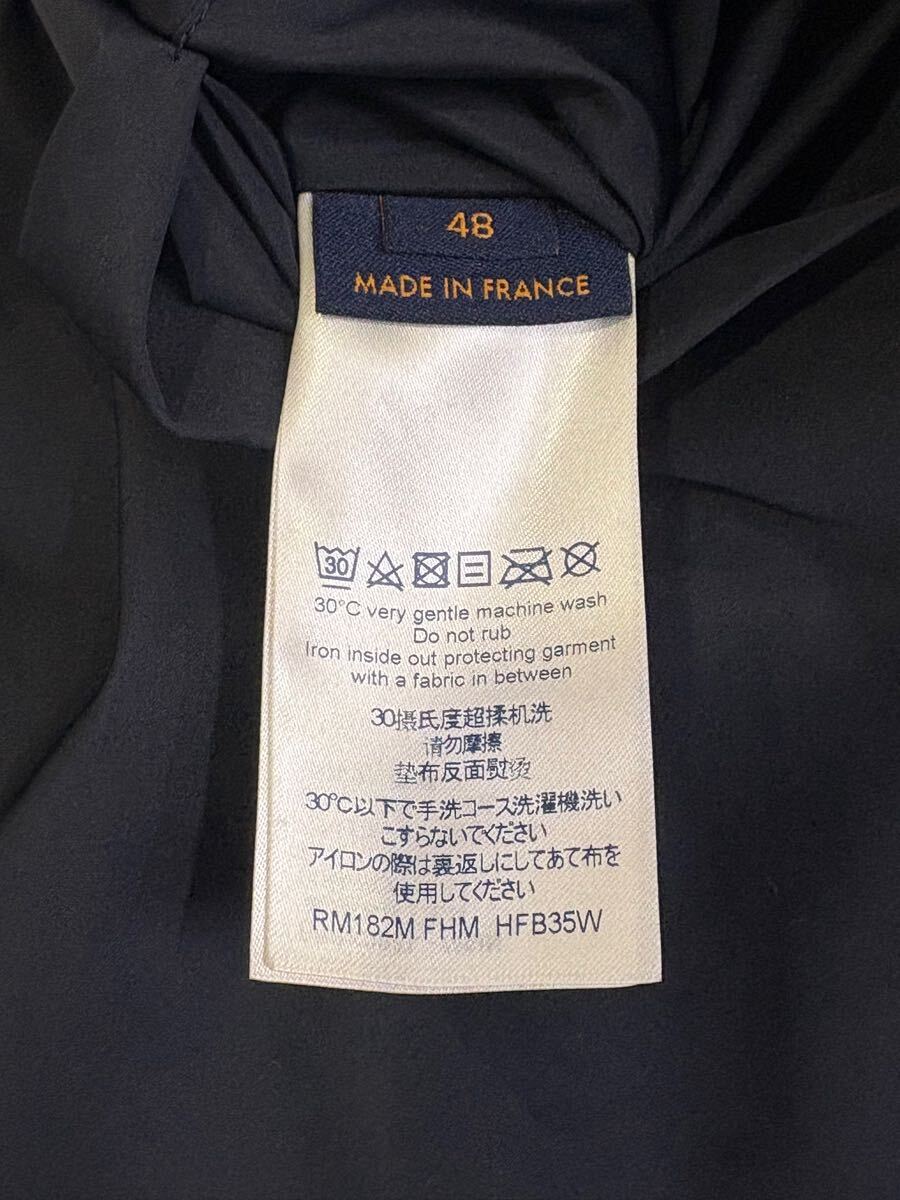 48
MADE IN FRANCE
30
30°C very gentle machine wash
Do not rub
Iron inside out protecting garment
with a fabric in between
30摄氏度超揉机洗
请勿摩擦
垫布反面熨烫
30°C以下で手洗コース洗濯機洗い
こすらないでください
アイロンの際は裏返しにしてあて布を
使用してください
RM182M FHM HFB35W